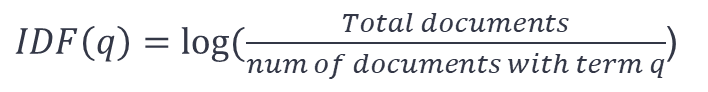 IDF(q) = log(Total documents / num of documents with term q)